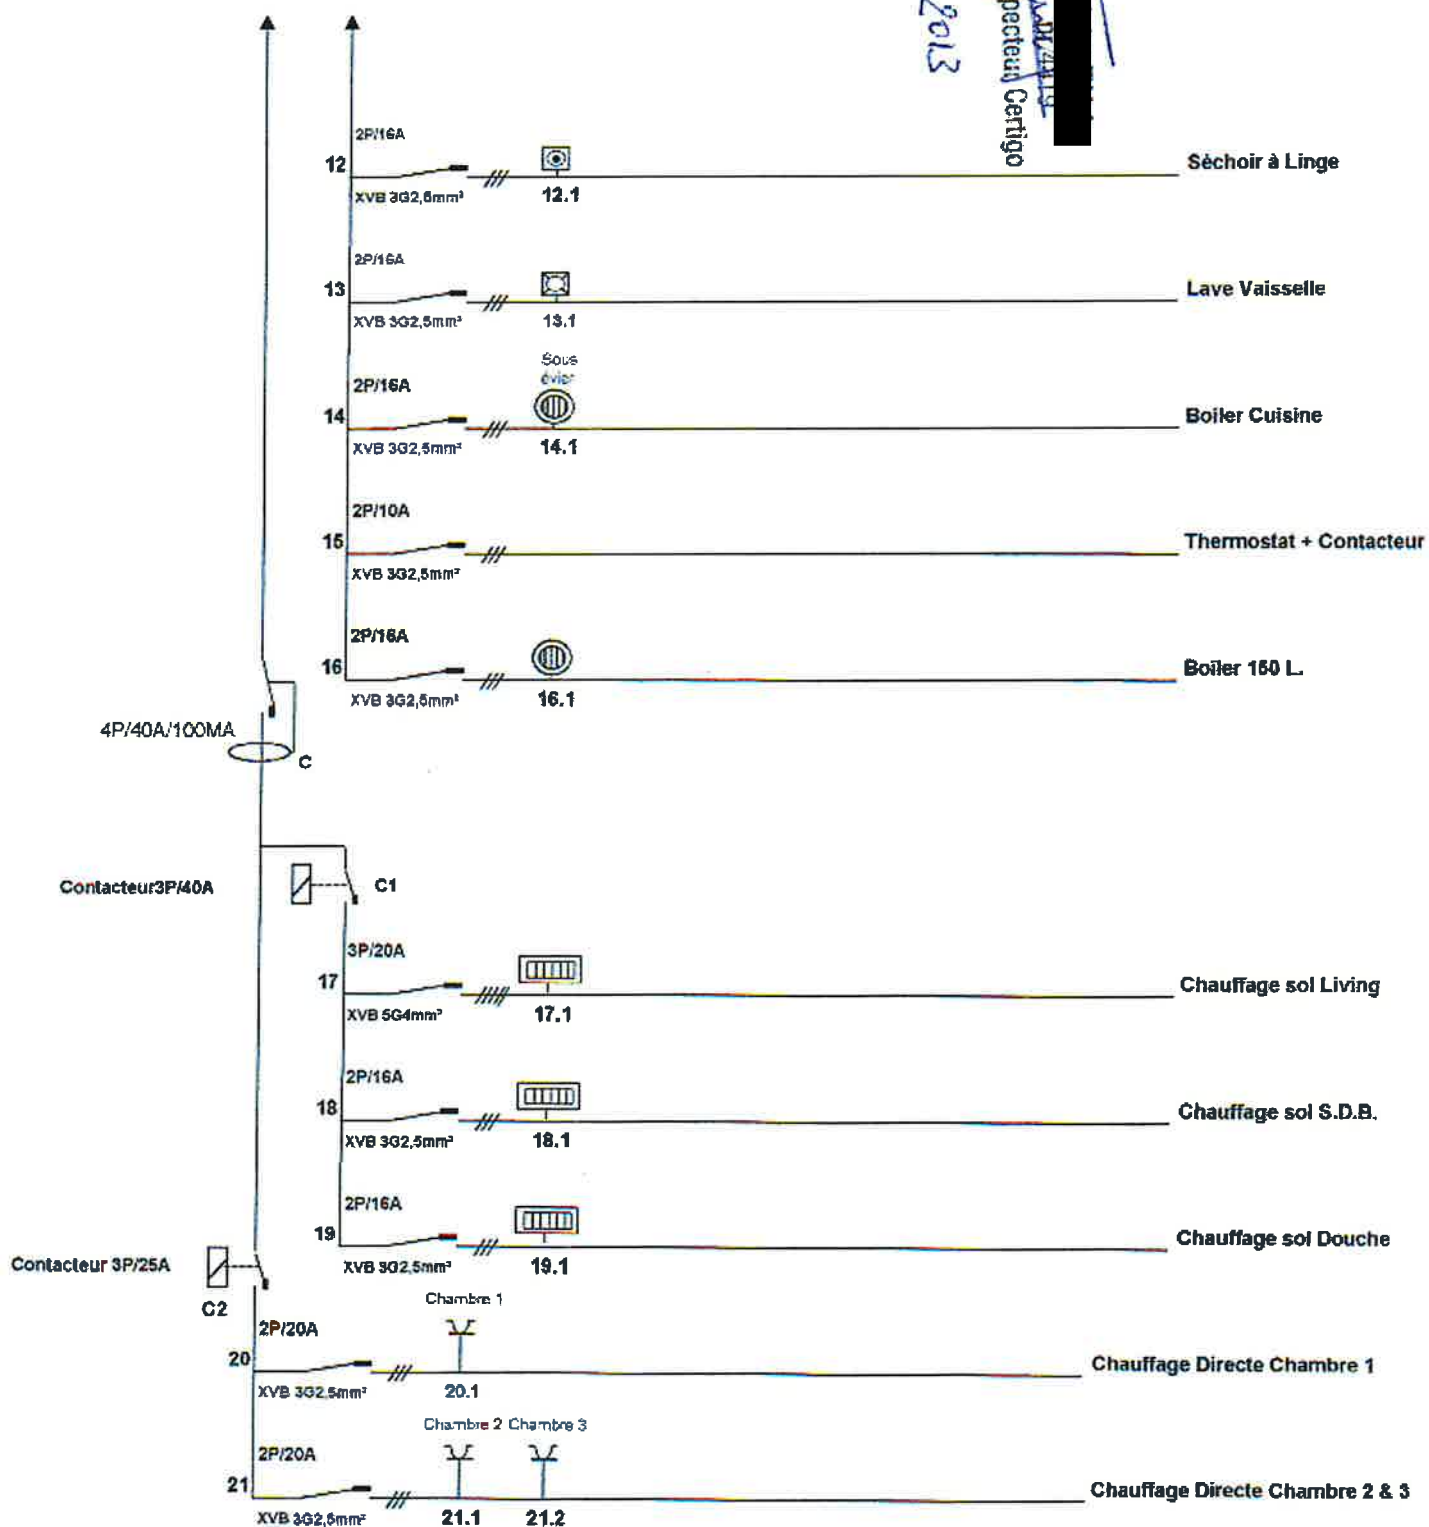 2013
pecteur Certigo
2P/16A
12
XVB 3G2,5mm²
12.1
Séchoir à Linge
2P/16A
13
XVB 3G2,5mm²
13.1
Lave Vaisselle
Sous
évier
2P/16A
14
XVB 3G2,5mm²
14.1
Boiler Cuisine
2P/10A
15
XVB 3G2,5mm²
Thermostat + Contacteur
2P/16A
16
XVB 3G2,5mm²
16.1
Boiler 150 L.
4P/40A/100MA
C
Contacteur3P/40A
C1
3P/20A
17
XVB 5G4mm²
17.1
Chauffage sol Living
2P/16A
18
XVB 3G2,5mm²
18.1
Chauffage sol S.D.B.
2P/16A
19
XVB 3G2,5mm²
19.1
Chauffage sol Douche
Contacteur 3P/25A
C2
Chambre 1
2P/20A
20
XVB 3G2,5mm²
20.1
Chauffage Directe Chambre 1
Chambre 2 Chambre 3
2P/20A
21
XVB 3G2,5mm²
21.1 21.2
Chauffage Directe Chambre 2 & 3